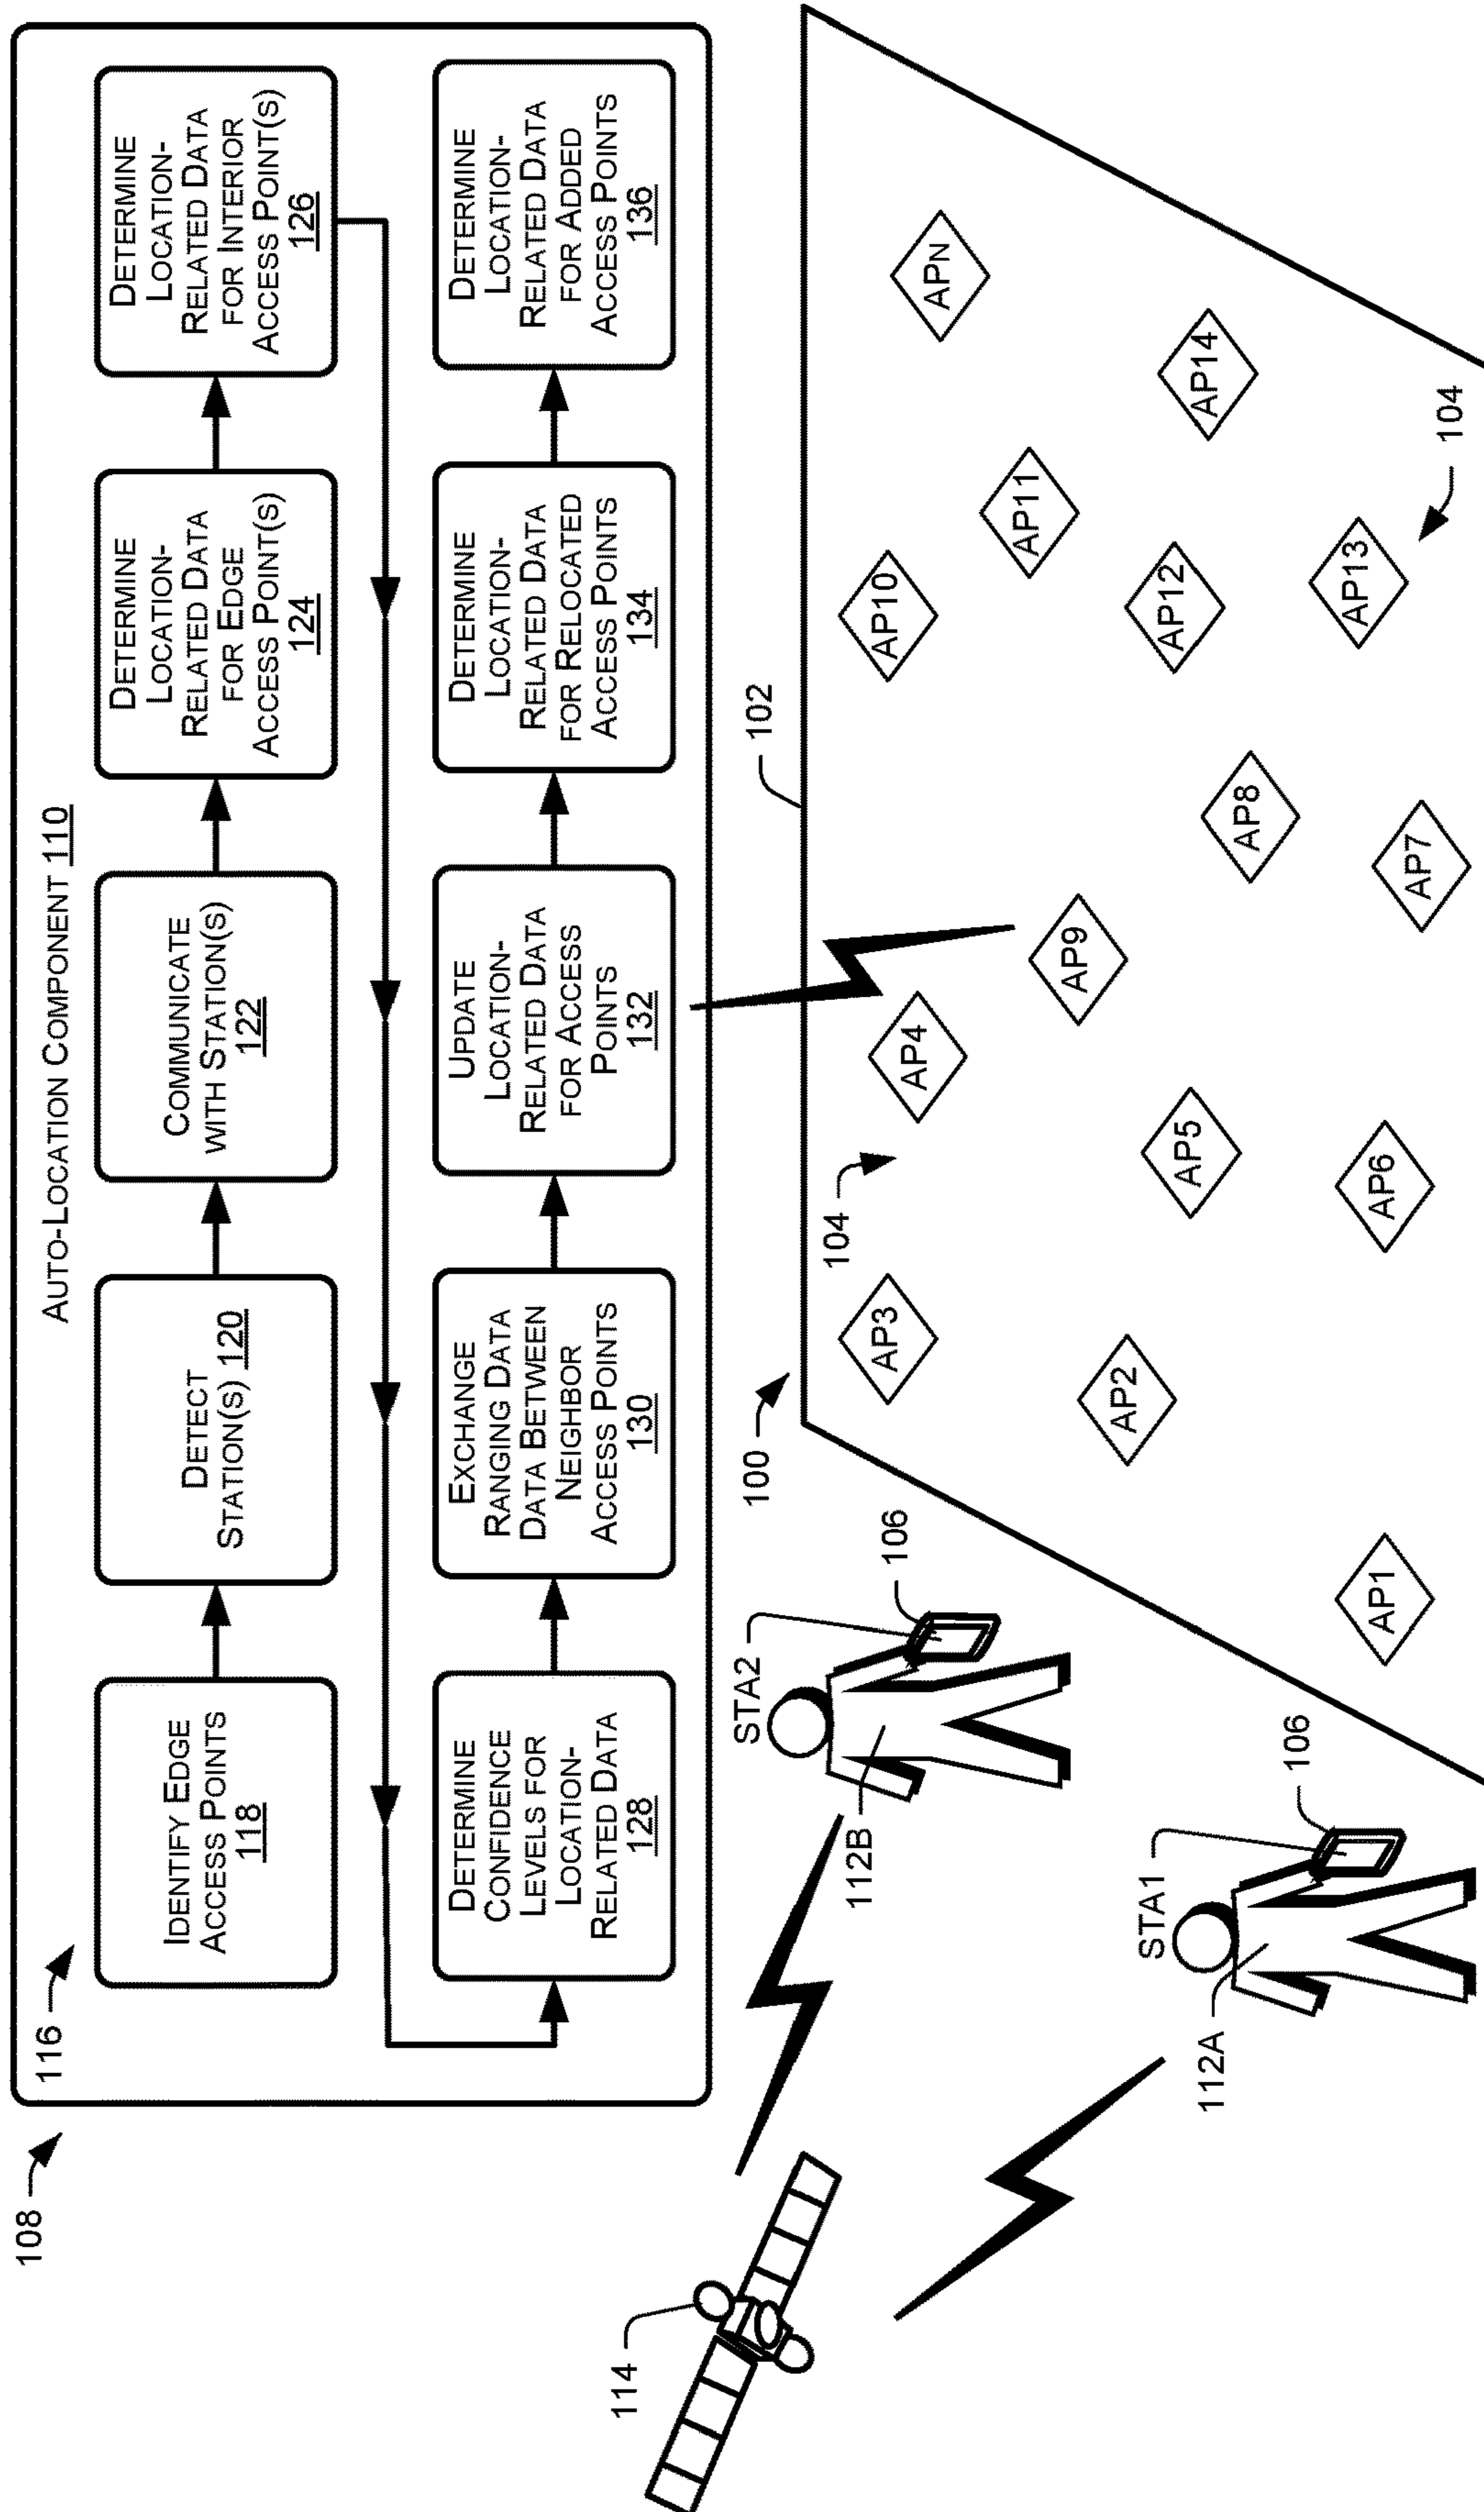 108
116
AUTO-LOCATION COMPONENT 110
IDENTIFY EDGE
ACCESS POINTS
118
DETECT
STATION(S) 120
COMMUNICATE
WITH STATION(S)
122
DETERMINE
LOCATION-
RELATED DATA
FOR EDGE
ACCESS POINT(S)
124
DETERMINE
LOCATION-
RELATED DATA
FOR INTERIOR
ACCESS POINT(S)
126
DETERMINE
CONFIDENCE
LEVELS FOR
LOCATION-
RELATED DATA
128
EXCHANGE
RANGING DATA
DATA BETWEEN
NEIGHBOR
ACCESS POINTS
130
UPDATE
LOCATION-
RELATED DATA
FOR ACCESS
POINTS
132
DETERMINE
LOCATION-
RELATED DATA
FOR RELOCATED
ACCESS POINTS
134
DETERMINE
LOCATION-
RELATED DATA
FOR ADDED
ACCESS POINTS
136
114
STA2
106
112B
100
102
104
STA1
106
112A
AP3
AP4
AP10
APN
AP2
AP9
AP11
AP5
AP12
AP14
AP8
AP1
AP6
AP7
AP13
104